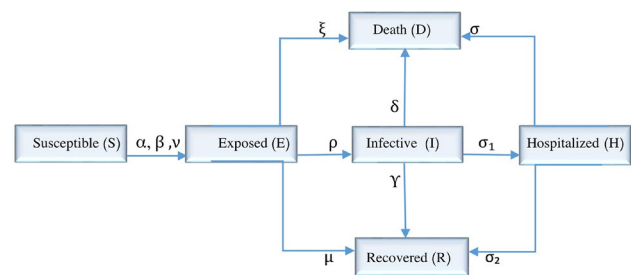 Death (D)
ξ
σ
δ
Susceptible (S)
α, β ,ν
Exposed (E)
ρ
Infective (I)
σ₁
Hospitalized (H)
ϒ
μ
Recovered (R)
σ₂